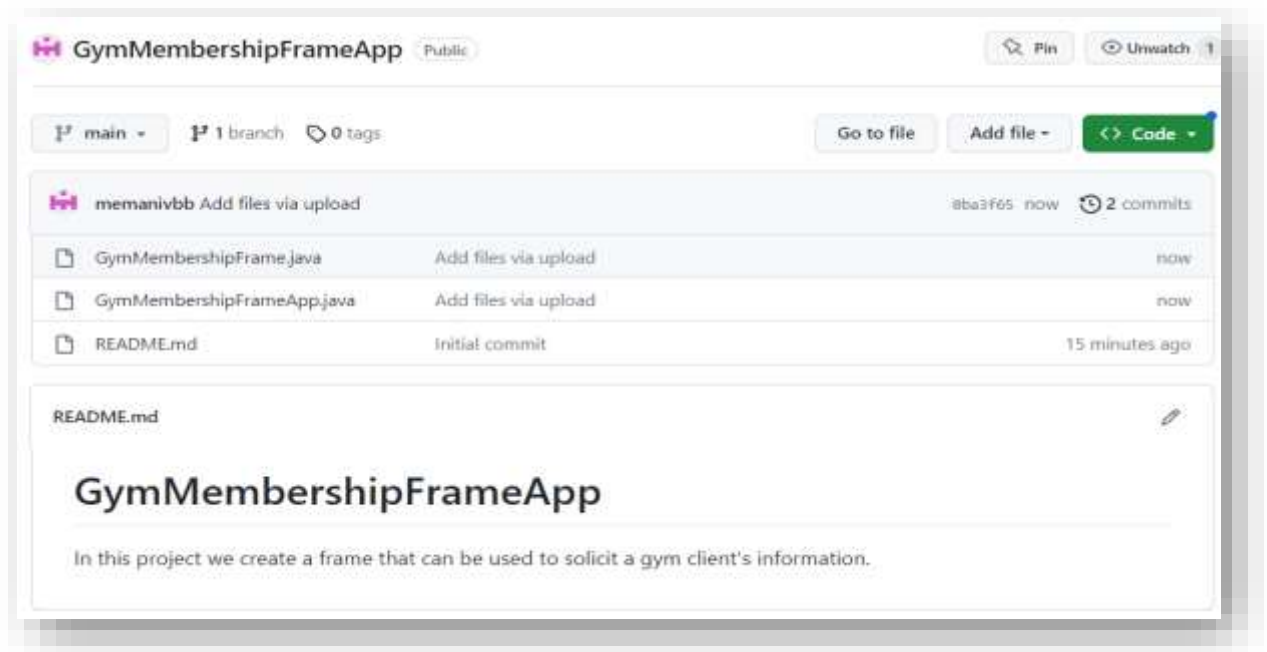 GymMembershipFrameApp Public Pin Unwatch 1
main 1 branch 0 tags Go to file Add file Code
memanivbb Add files via upload 8ba3f65 now 2 commits
GymMembershipFrame.java Add files via upload now
GymMembershipFrameApp.java Add files via upload now
README.md Initial commit 15 minutes ago
README.md
GymMembershipFrameApp
In this project we create a frame that can be used to solicit a gym client's information.